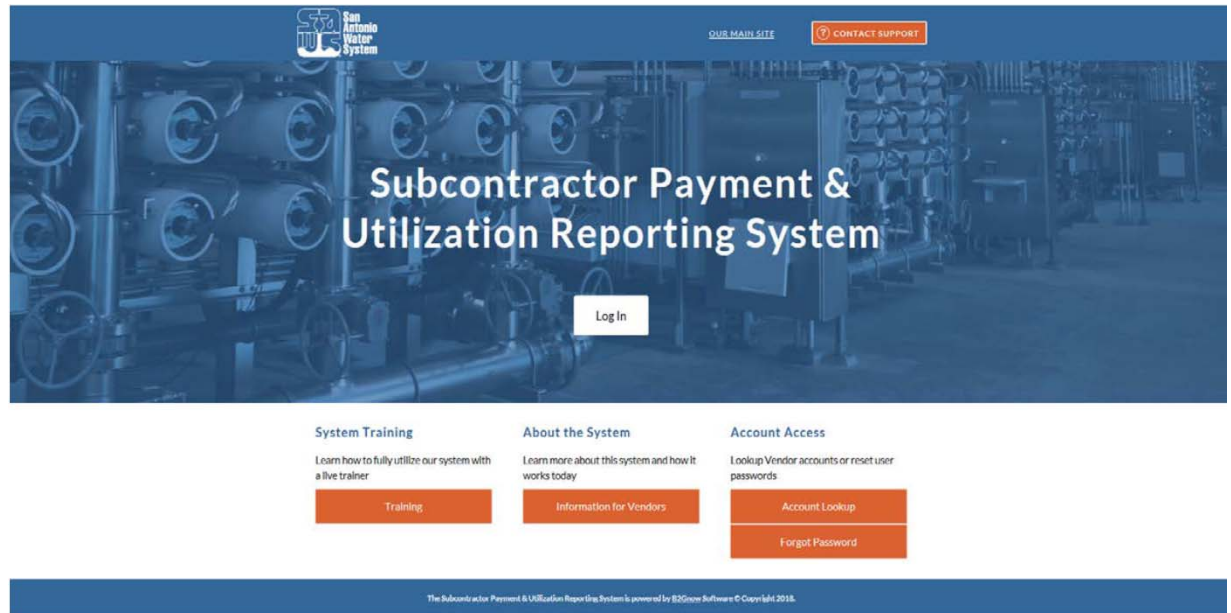 San
Antonio
Water
System
OUR MAIN SITE
? CONTACT SUPPORT
Subcontractor Payment &
Utilization Reporting System
Log In
System Training
Learn how to fully utilize our system with
a live trainer
Training
About the System
Learn more about this system and how it
works today
Information for Vendors
Account Access
Lookup Vendor accounts or reset user
passwords
Account Lookup
Forgot Password
The Subcontractor Payment & Utilization Reporting System is powered by B2Gnow Software © Copyright 2018.